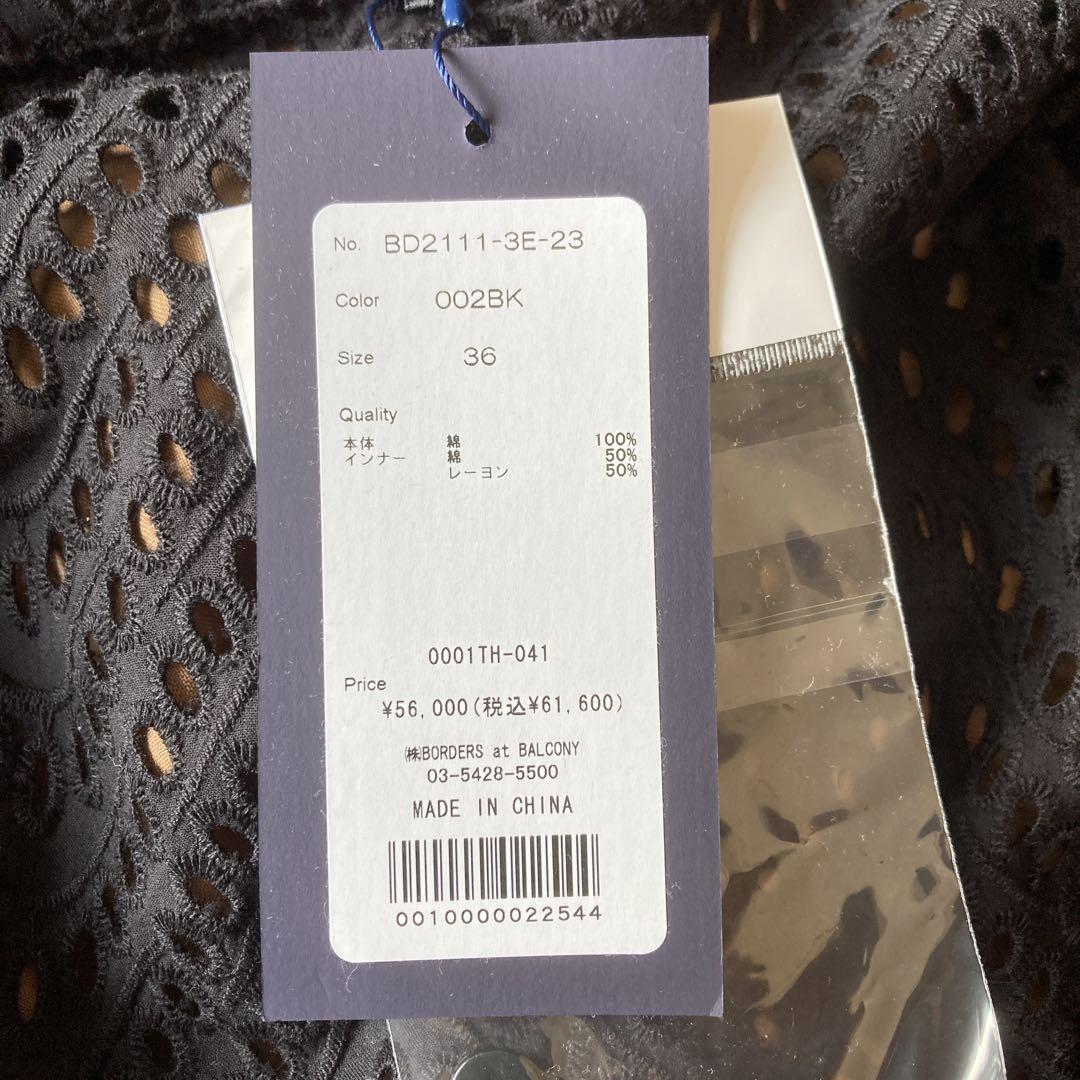 No. BD2111-3E-23
Color 002BK
Size 36
Quality
本体 綿 100%
インナー 綿 50%
レーヨン 50%
0001TH-041
Price
¥56,000(税込¥61,600)
㈱BORDERS at BALCONY
03-5428-5500
MADE IN CHINA
0010000022544